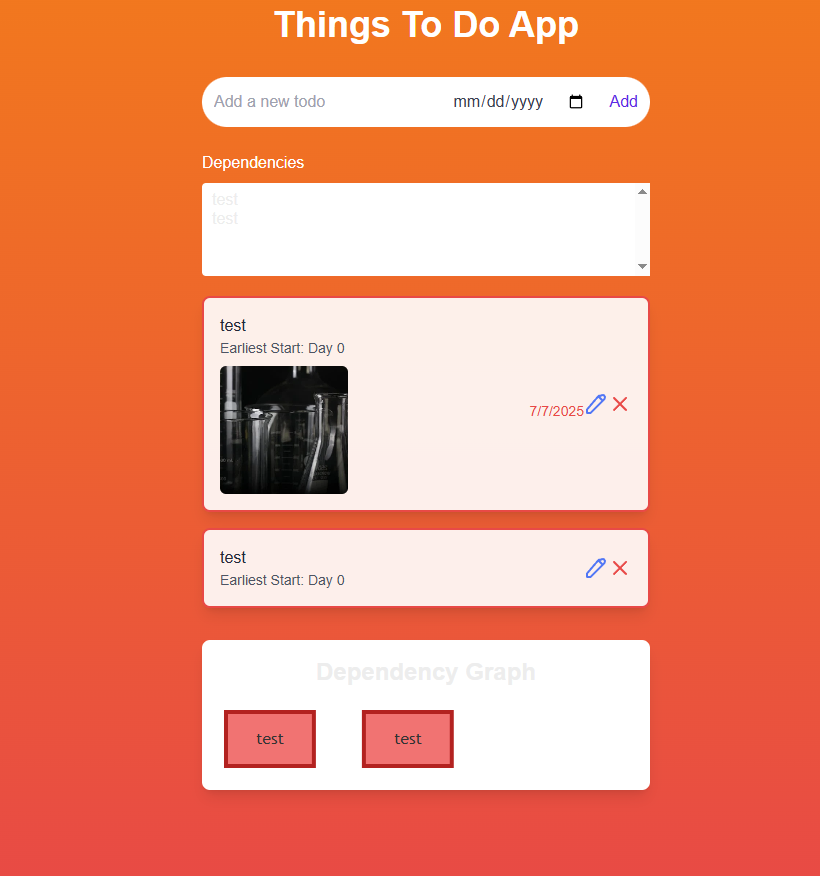 Things To Do App
Add a new todo mm/dd/yyyy Add
Dependencies
test
test
test
Earliest Start: Day 0
7/7/2025
test
Earliest Start: Day 0
Dependency Graph
test test